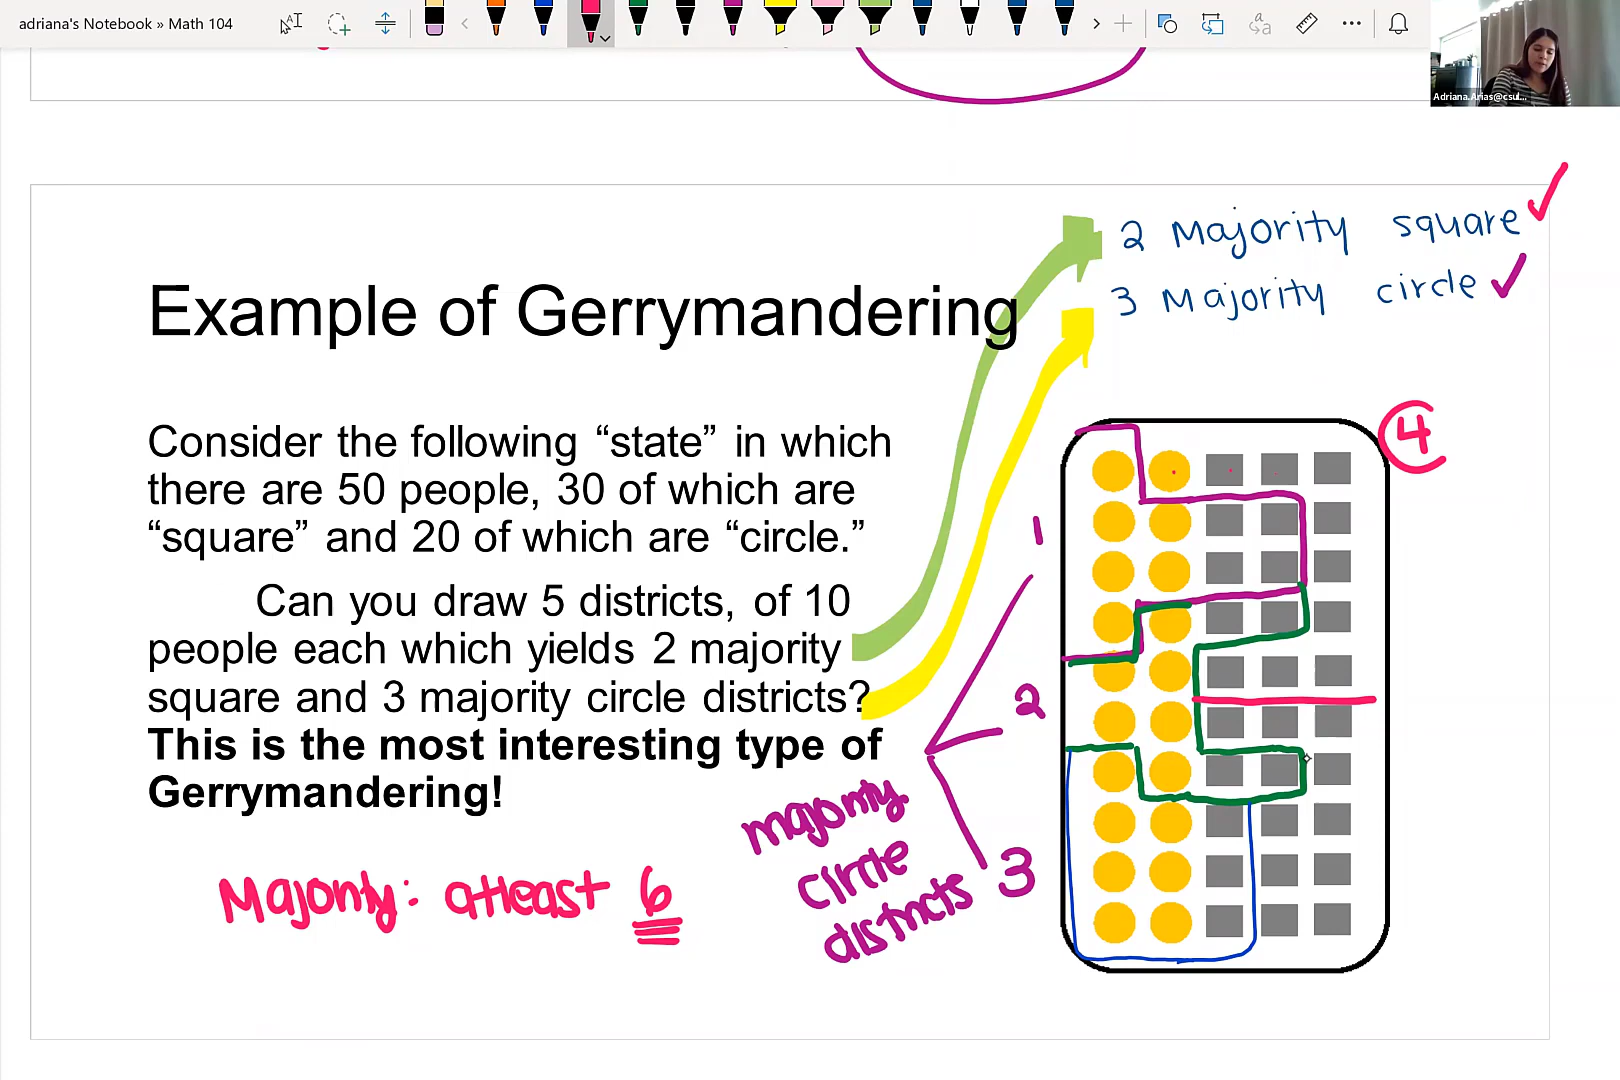 adriana's Notebook » Math 104
Adriana.Arias@csul...
2 Majority square
3 Majority circle
Example of Gerrymandering
Consider the following “state” in which
there are 50 people, 30 of which are
“square” and 20 of which are “circle.”
Can you draw 5 districts, of 10
people each which yields 2 majority
square and 3 majority circle districts?
This is the most interesting type of
Gerrymandering!
Majority: atleast 6
majority
circle
districts
1
2
3
4